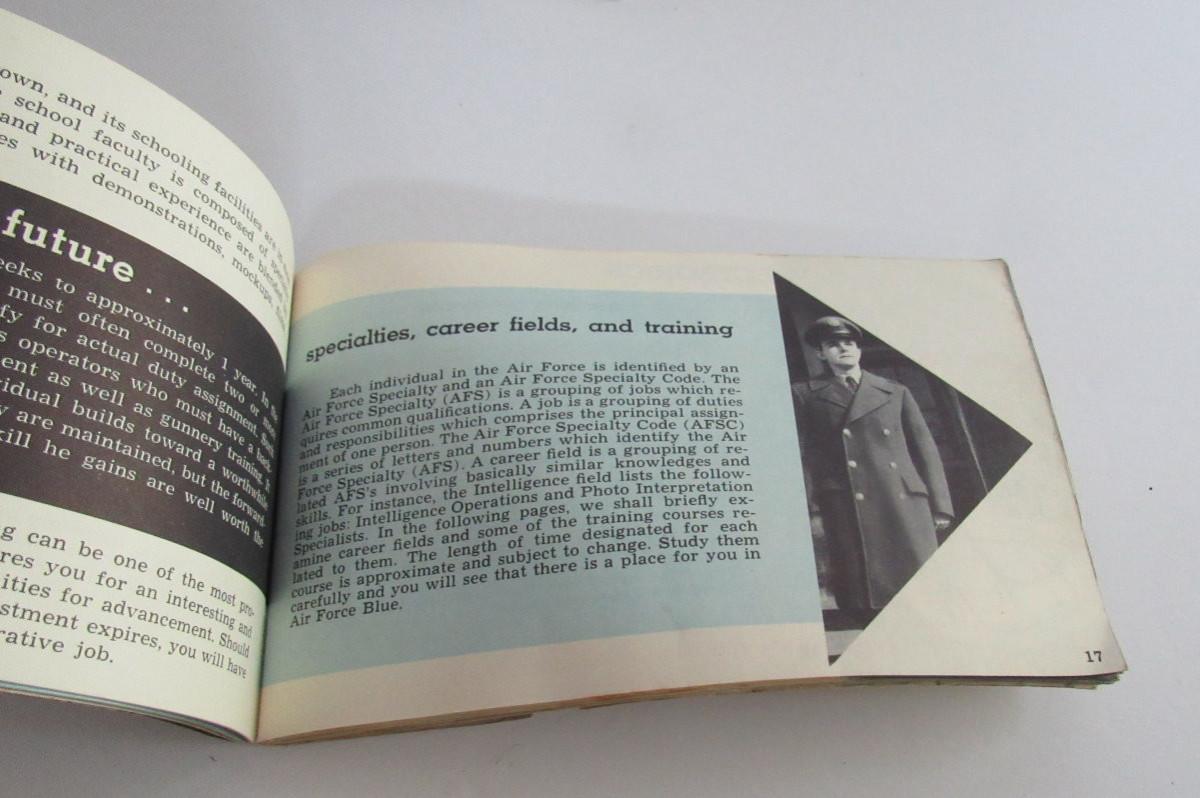 own, and its schooling facilities are
school faculty is composed of
and practical experience are
es with demonstrations, mockups,
future . . .
eeks to approximately 1 year. In the
must often complete two or more
fy for actual duty assignment. Such
s operators who must have a
ent as well as gunnery training. It
vidual builds toward a worthwhile
y are maintained, but the forward-
kill he gains are well worth the
g can be one of the most pro-
res you for an interesting and
ities for advancement. Should
stment expires, you will have
rative job.
specialties, career fields, and training
Each individual in the Air Force is identified by an
Air Force Specialty and an Air Force Specialty Code. The
Air Force Specialty (AFS) is a grouping of jobs which re-
quires common qualifications. A job is a grouping of duties
and responsibilities which comprises the principal assign-
ment of one person. The Air Force Specialty Code (AFSC)
is a series of letters and numbers which identify the Air
Force Specialty (AFS). A career field is a grouping of re-
lated AFS's involving basically similar knowledges and
skills. For instance, the Intelligence field lists the follow-
ing jobs: Intelligence Operations and Photo Interpretation
Specialists. In the following pages, we shall briefly ex-
amine career fields and some of the training courses re-
lated to them. The length of time designated for each
course is approximate and subject to change. Study them
carefully and you will see that there is a place for you in
Air Force Blue.
17